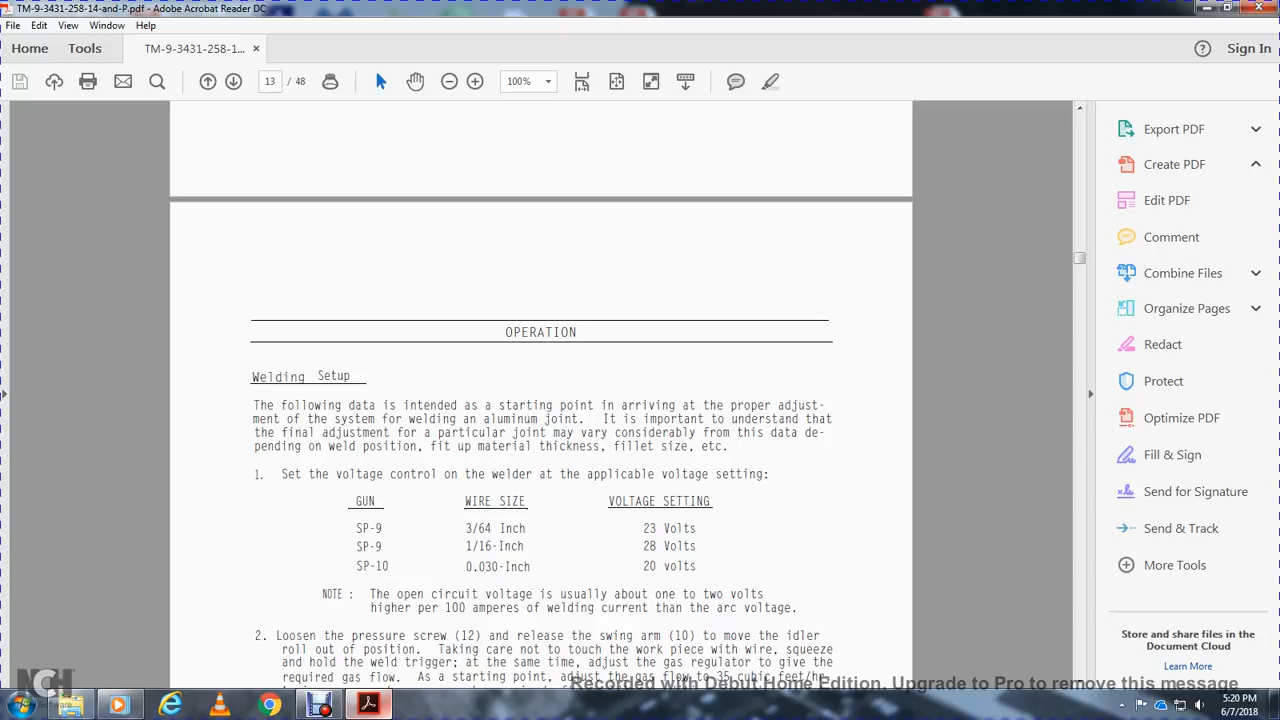 TM-9-3431-258-14-and-P.pdf - Adobe Acrobat Reader DC
File Edit View Window Help
Home Tools TM-9-3431-258-1... × Sign In
13 / 48 100%
Export PDF
Create PDF
Edit PDF
Comment
Combine Files
Organize Pages
Redact
Protect
Optimize PDF
Fill & Sign
Send for Signature
Send & Track
More Tools
Store and share files in the
Document Cloud
Learn More
OPERATION
Welding Setup
The following data is intended as a starting point in arriving at the proper adjust-
ment of the system for welding an aluminum joint. It is important to understand that
the final adjustment for a particular joint may vary considerably from this data de-
pending on weld position, fit up material thickness, fillet size, etc.
1. Set the voltage control on the welder at the applicable voltage setting:
GUN WIRE SIZE VOLTAGE SETTING
SP-9 3/64 Inch 23 Volts
SP-9 1/16-Inch 28 Volts
SP-10 0.030-Inch 20 volts
NOTE : The open circuit voltage is usually about one to two volts
higher per 100 amperes of welding current than the arc voltage.
2. Loosen the pressure screw (12) and release the swing arm (10) to move the idler
roll out of position. Taking care not to touch the work piece with wire, squeeze
and hold the weld trigger; at the same time, adjust the gas regulator to give the
required gas flow. As a starting point, adjust the gas flow to 35 cubic feet/hr
Recorded with Debut Home Edition. Upgrade to Pro to remove this message
NCH
Software
5:20 PM
6/7/2018